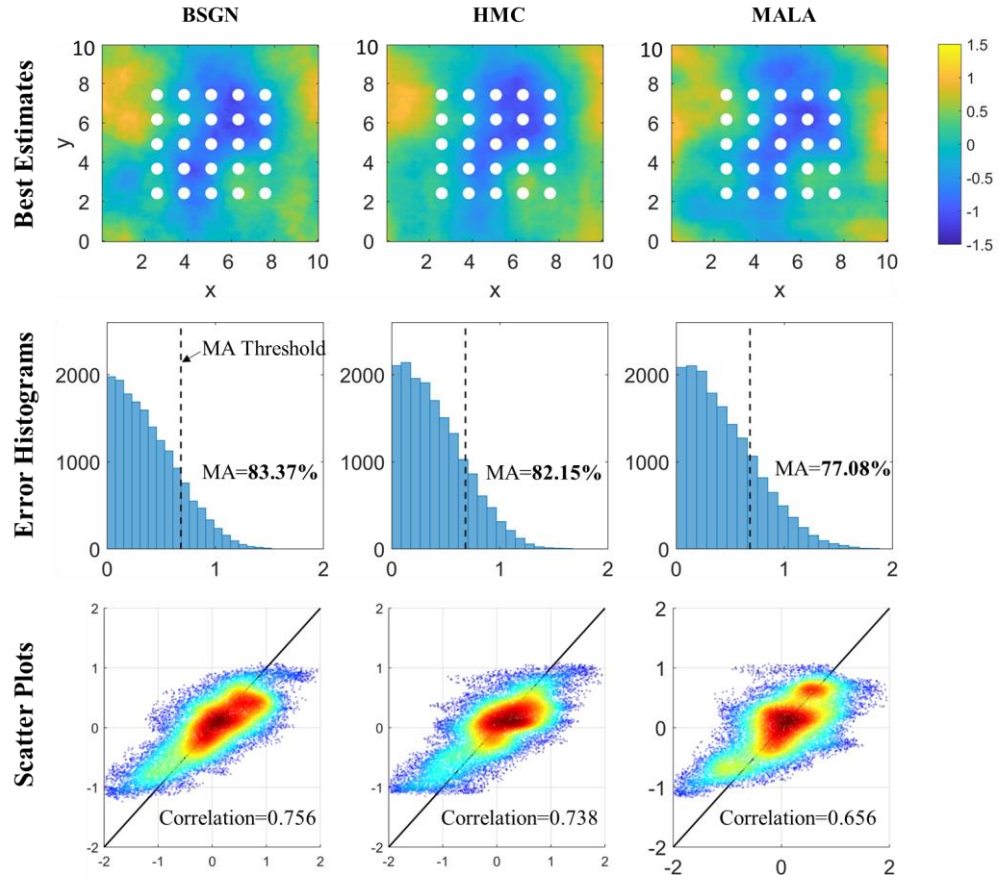 BSGN HMC MALA
Best Estimates
10
8
6
4
2
0
y
2 4 6 8 10
x
10
8
6
4
2
0
2 4 6 8 10
x
10
8
6
4
2
0
2 4 6 8 10
x
1.5
1
0.5
0
-0.5
-1
-1.5
Error Histograms
2000
1000
0
MA Threshold
MA=83.37%
0 1 2
2000
1000
0
MA=82.15%
0 1 2
2000
1000
0
MA=77.08%
0 1 2
Scatter Plots
2
1
0
-1
-2
Correlation=0.756
-2 -1 0 1 2
2
1
0
-1
-2
Correlation=0.738
-2 -1 0 1 2
2
1
0
-1
-2
Correlation=0.656
-2 0 2